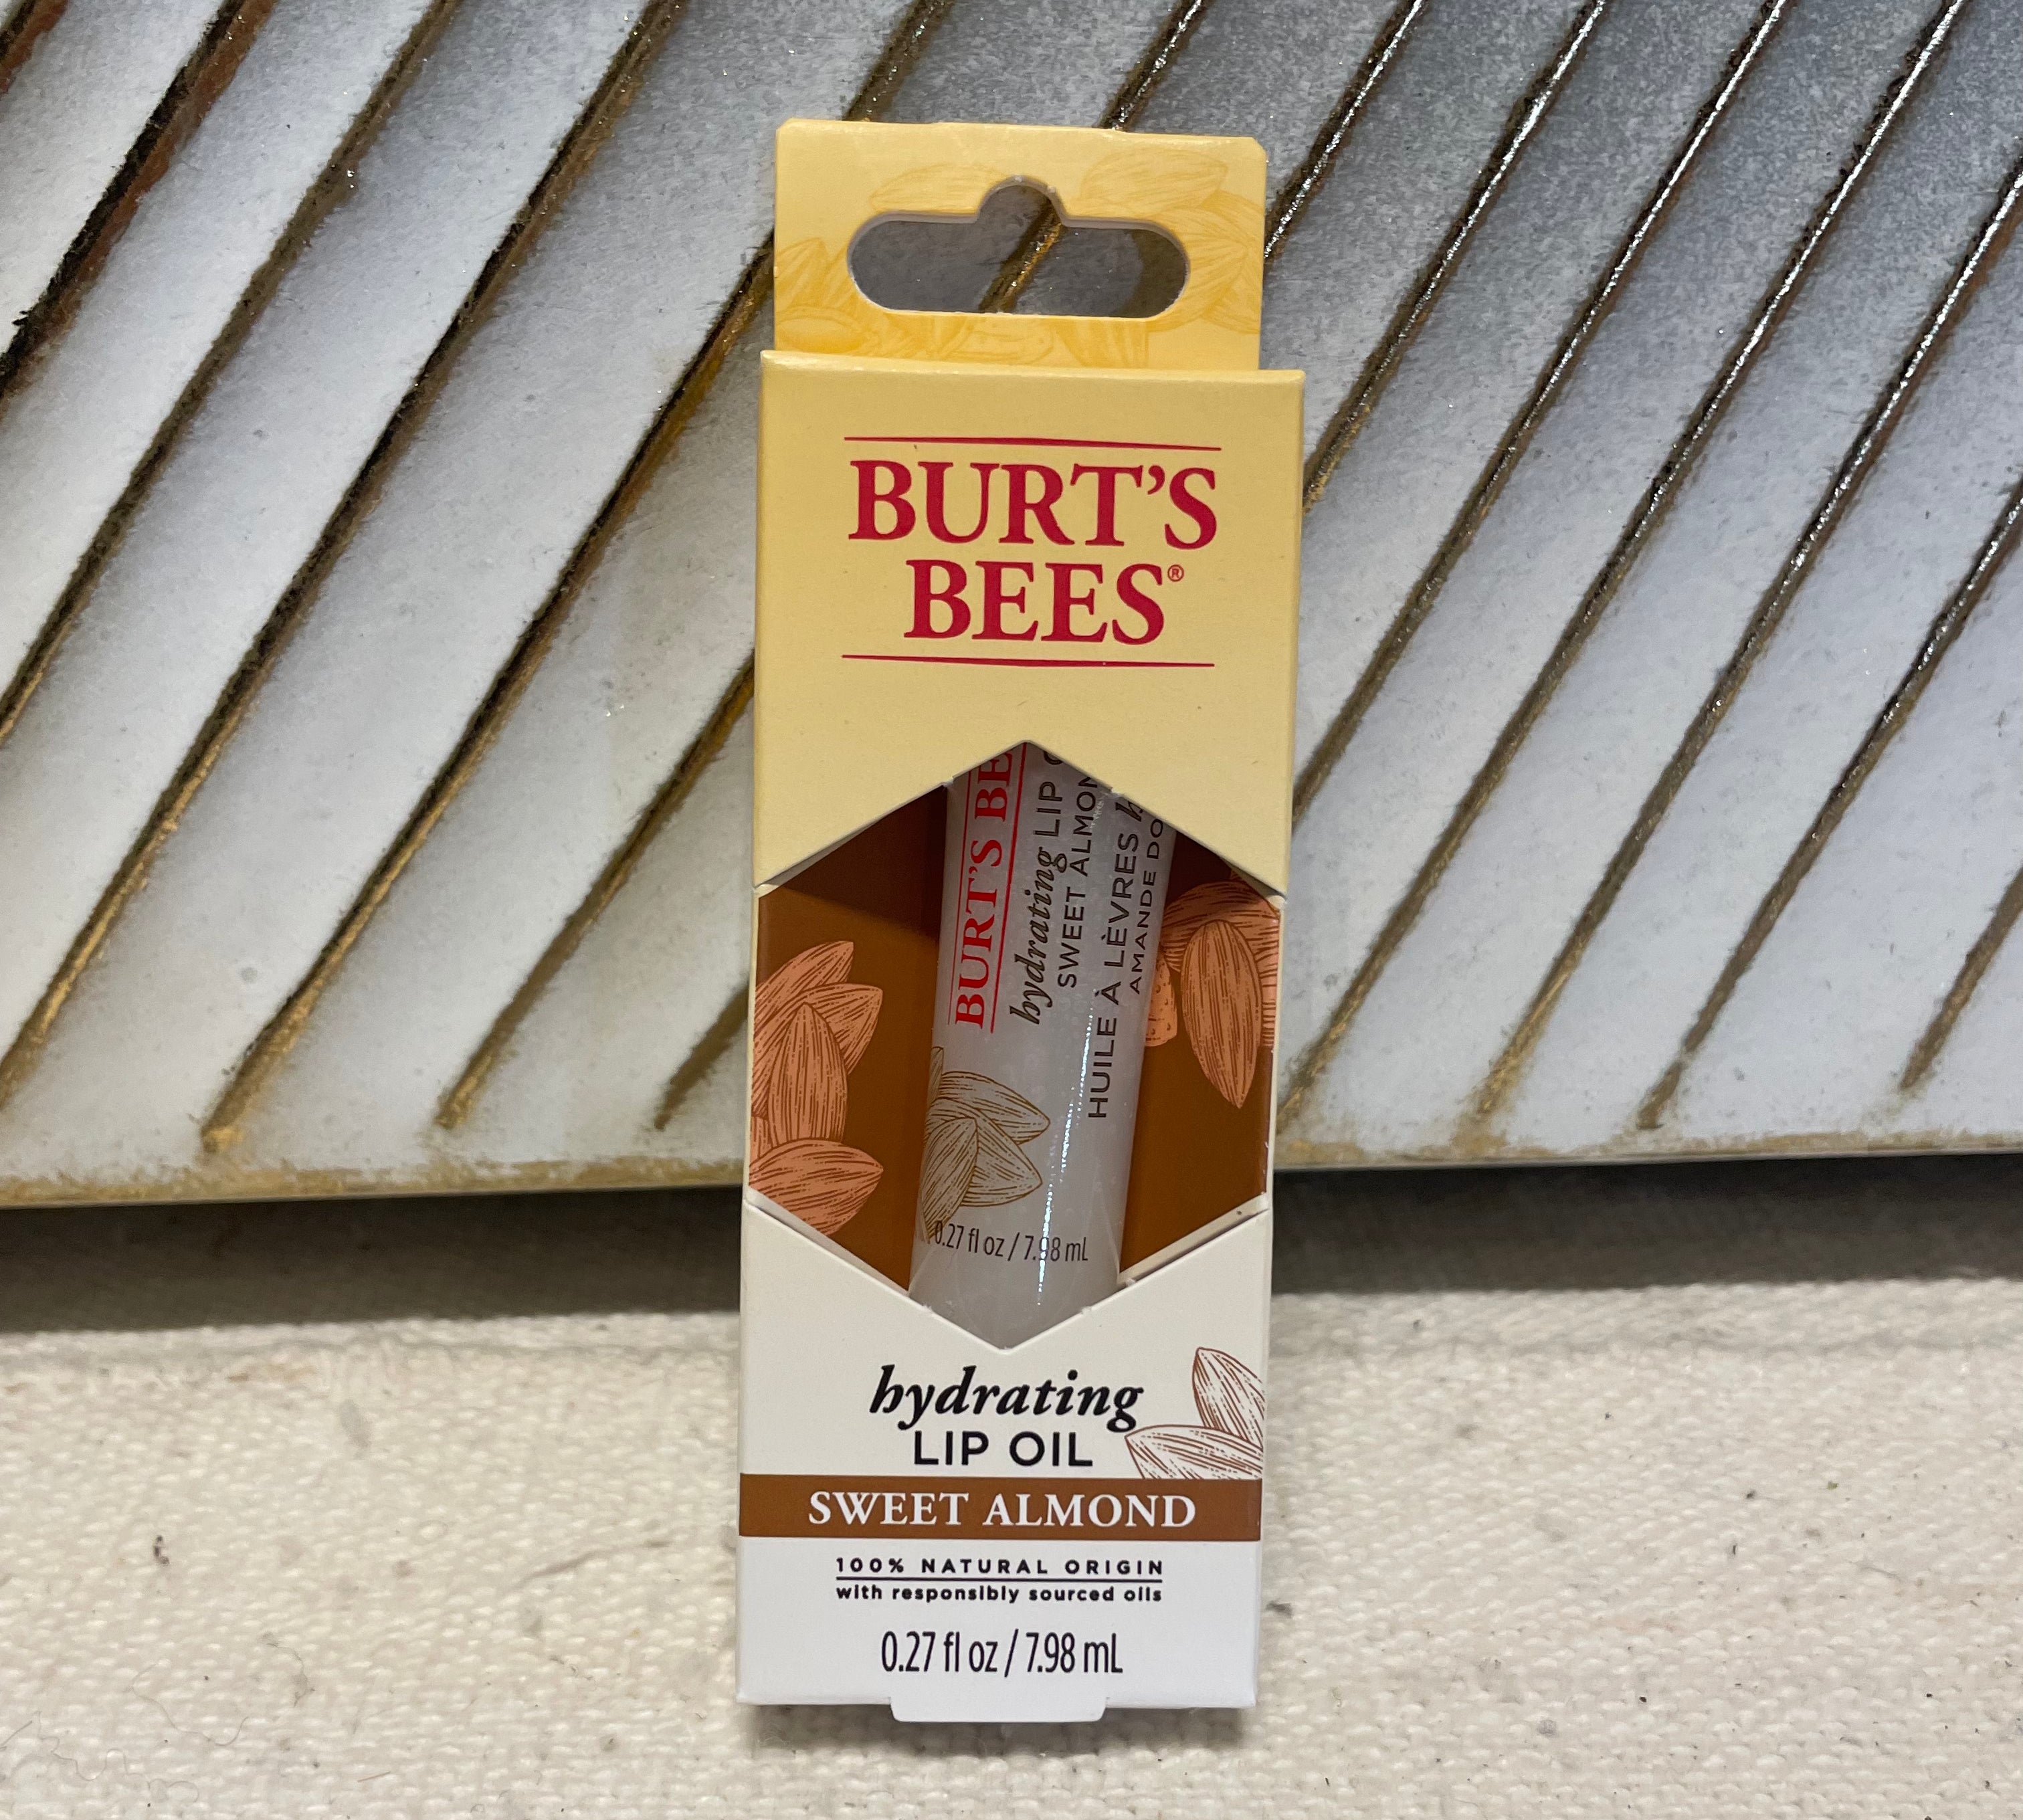 BURT'S
BEES®
BURT'S BE
hydrating LIP
SWEET ALMON
HUILE À LÈVRES
AMANDE DO
0.27 fl oz / 7.98 mL
hydrating
LIP OIL
SWEET ALMOND
100% NATURAL ORIGIN
with responsibly sourced oils
0.27 fl oz / 7.98 mL